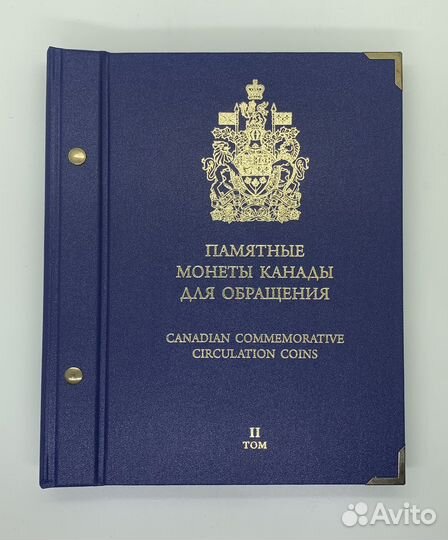 ПАМЯТНЫЕ
МОНЕТЫ КАНАДЫ
ДЛЯ ОБРАЩЕНИЯ
CANADIAN COMMEMORATIVE
CIRCULATION COINS
II
ТОМ
Avito